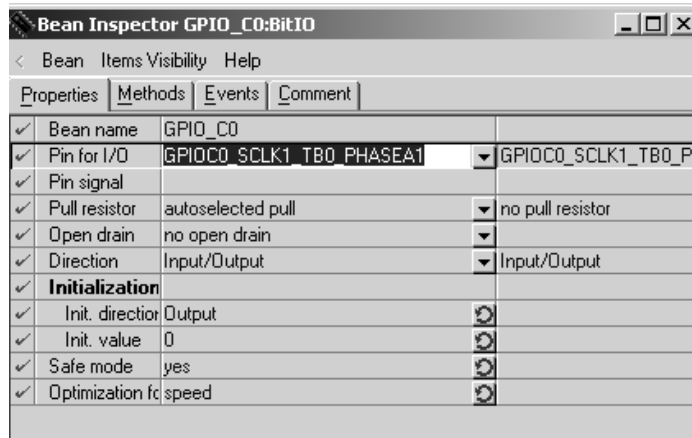 Bean Inspector GPIO_C0:BitIO
< Bean Items Visibility Help
Properties Methods Events Comment
Bean name GPIO_C0
Pin for I/O GPIOC0_SCLK1_TB0_PHASEA1 GPIOC0_SCLK1_TB0_P
Pin signal
Pull resistor autoselected pull no pull resistor
Open drain no open drain
Direction Input/Output Input/Output
Initialization
Init. direction Output
Init. value 0
Safe mode yes
Optimization fo speed